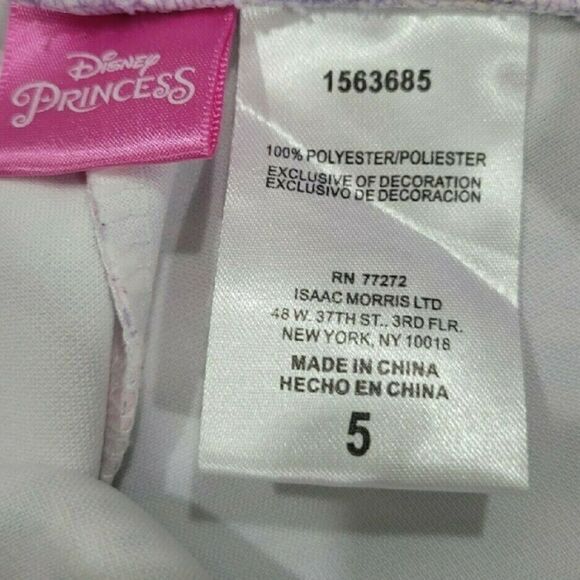 Disney
PRINCESS
1563685
100% POLYESTER/POLIESTER
EXCLUSIVE OF DECORATION
EXCLUSIVO DE DECORACION
RN 77272
ISAAC MORRIS LTD
48 W. 37TH ST., 3RD FLR.
NEW YORK, NY 10018
MADE IN CHINA
HECHO EN CHINA
5